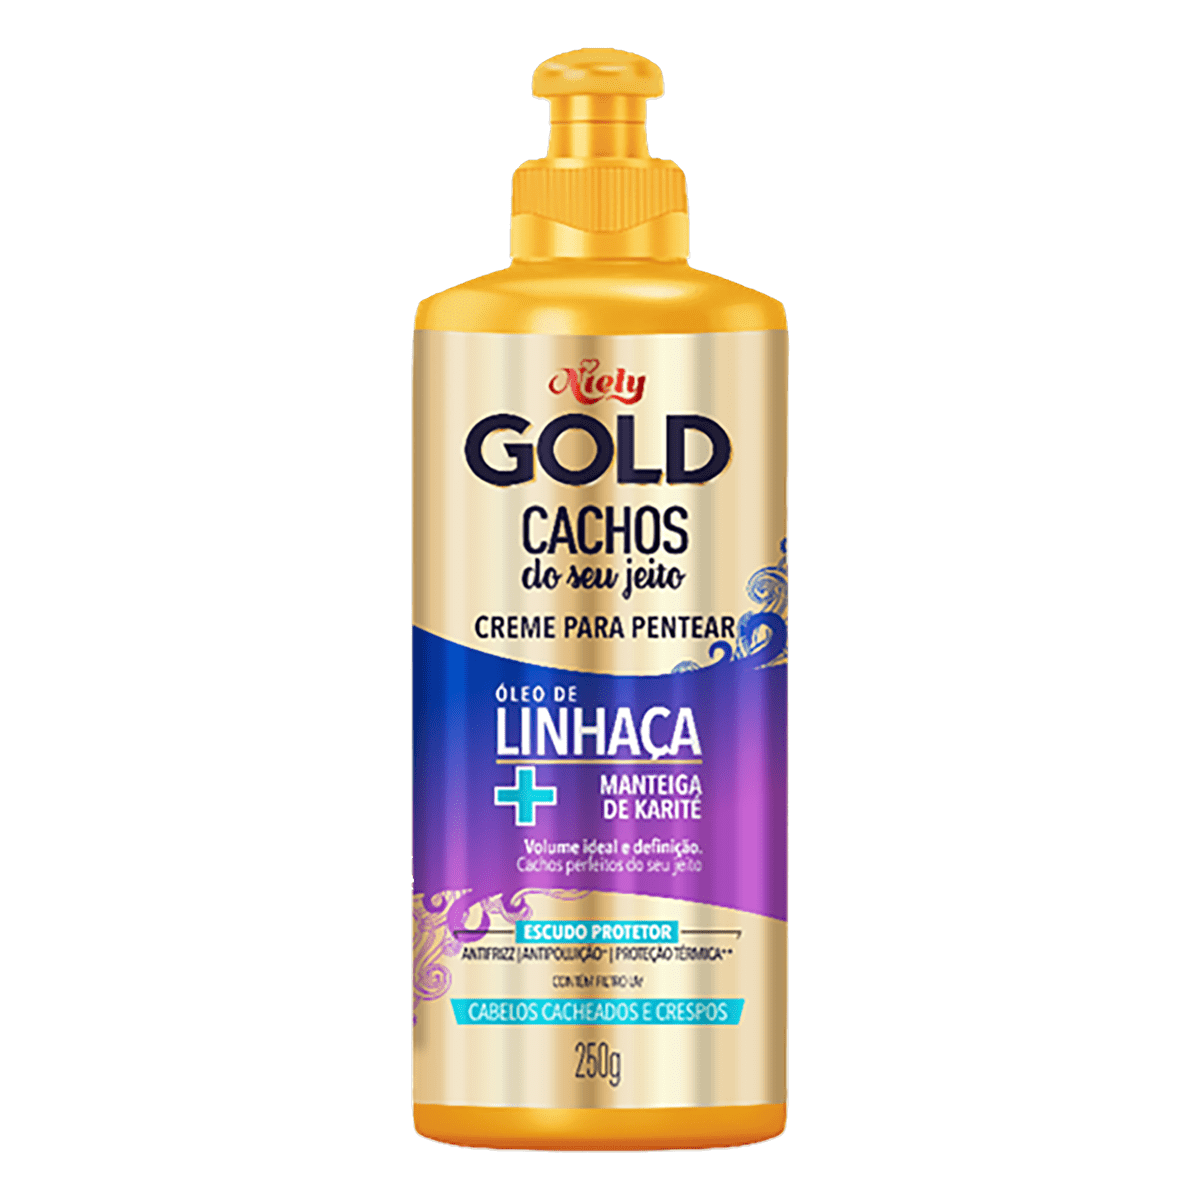 Niely
GOLD
CACHOS
do seu jeito
CREME PARA PENTEAR
ÓLEO DE
LINHAÇA
+
MANTEIGA
DE KARITÉ
Volume ideal e definição.
Cachos perfeitos do seu jeito
ESCUDO PROTETOR
ANTIFRIZZ | ANTIPOLUIÇÃO* | PROTEÇÃO TÉRMICA**
CONTÉM FILTRO UV
CABELOS CACHEADOS E CRESPOS
250g